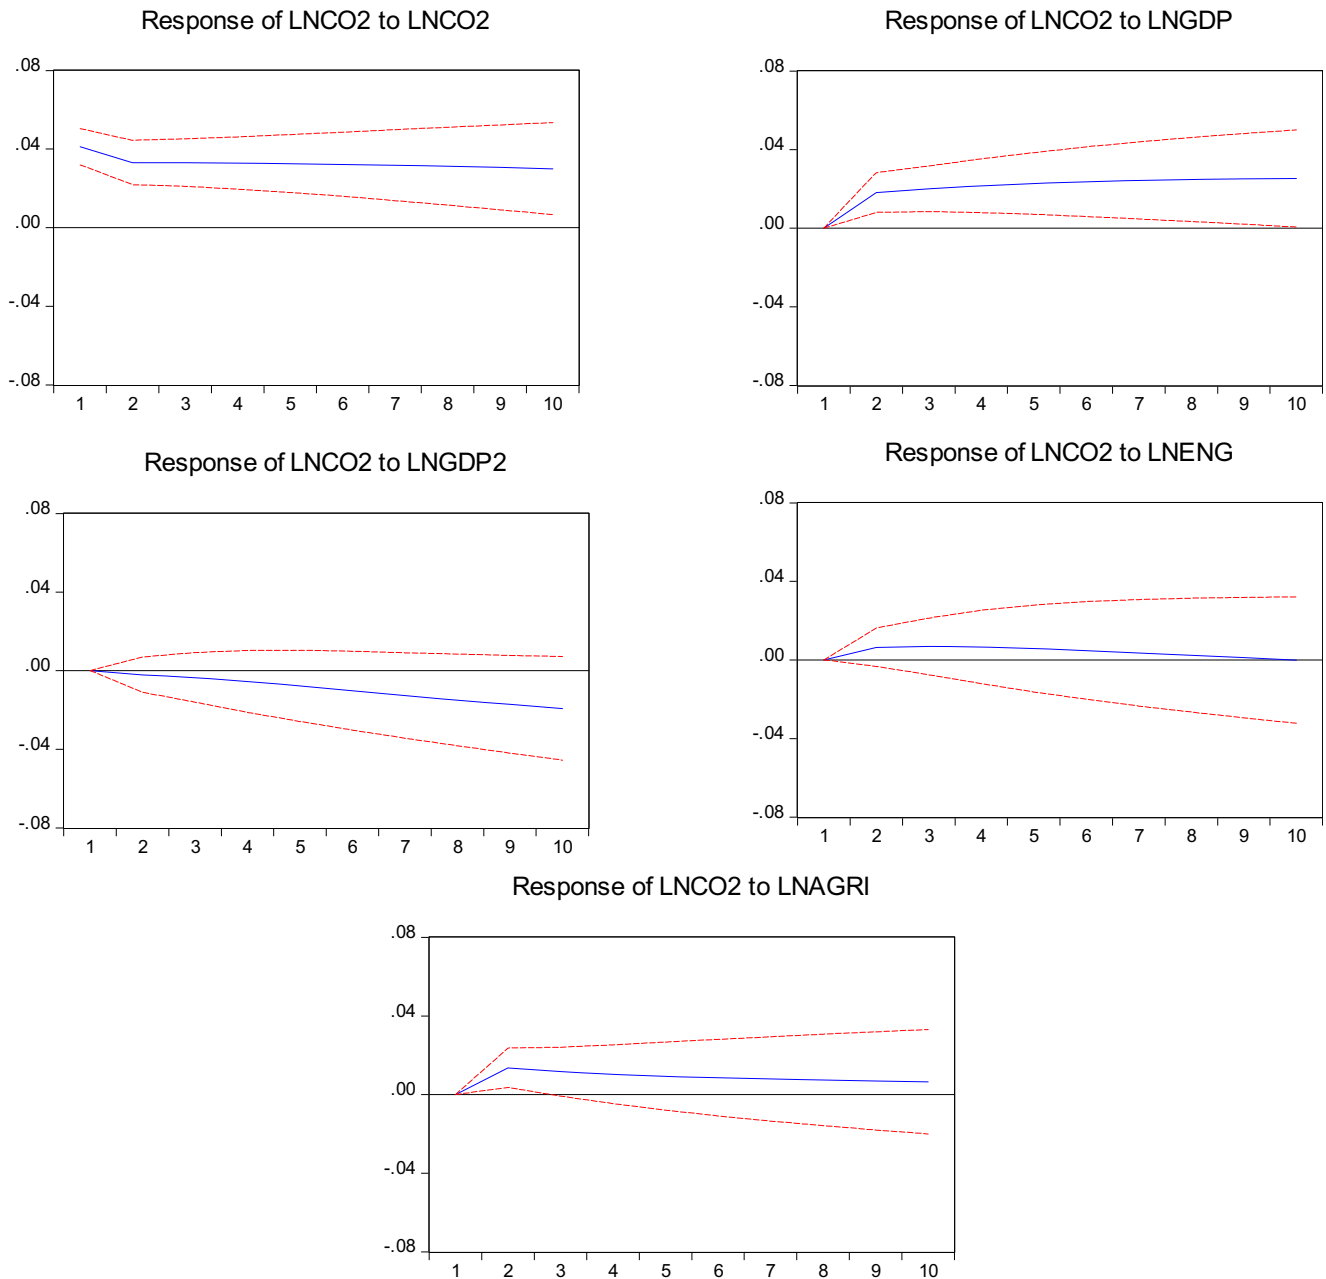 Response of LNCO2 to LNCO2
.08
.04
.00
-.04
-.08
1 2 3 4 5 6 7 8 9 10
Response of LNCO2 to LNGDP
.08
.04
.00
-.04
-.08
1 2 3 4 5 6 7 8 9 10
Response of LNCO2 to LNGDP2
.08
.04
.00
-.04
-.08
1 2 3 4 5 6 7 8 9 10
Response of LNCO2 to LNENG
.08
.04
.00
-.04
-.08
1 2 3 4 5 6 7 8 9 10
Response of LNCO2 to LNAGRI
.08
.04
.00
-.04
-.08
1 2 3 4 5 6 7 8 9 10